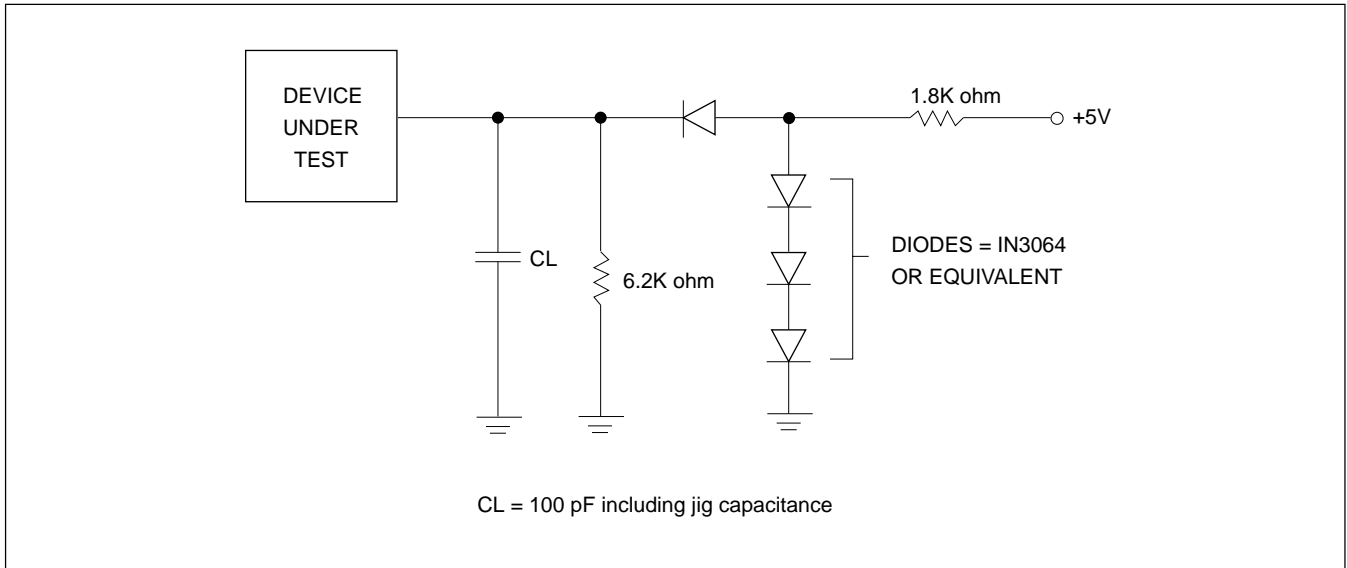 DEVICE
UNDER
TEST
1.8K ohm
+5V
CL
6.2K ohm
DIODES = IN3064
OR EQUIVALENT
CL = 100 pF including jig capacitance